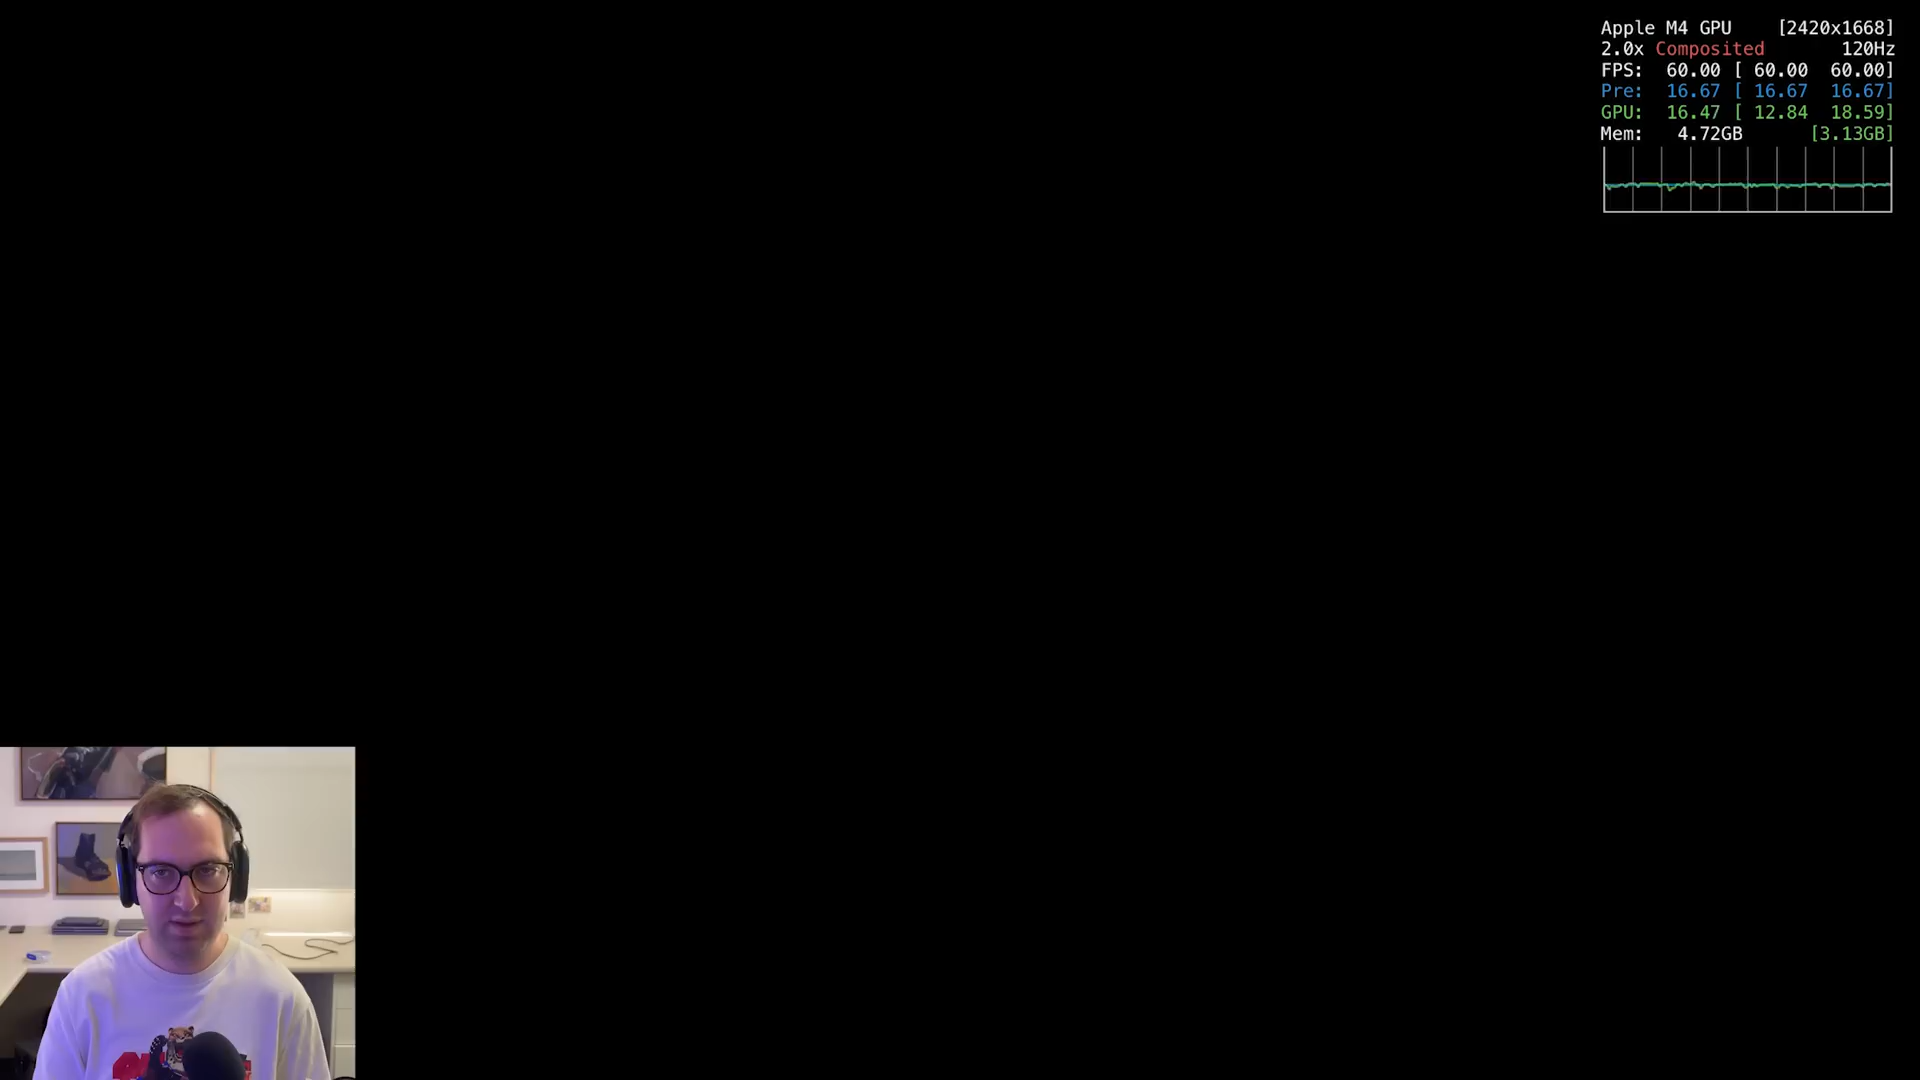 Apple M4 GPU [2420x1668]
2.0x Composited 120Hz
FPS: 60.00 [ 60.00 60.00]
Pre: 16.67 [ 16.67 16.67]
GPU: 16.47 [ 12.84 18.59]
Mem: 4.72GB [3.13GB]